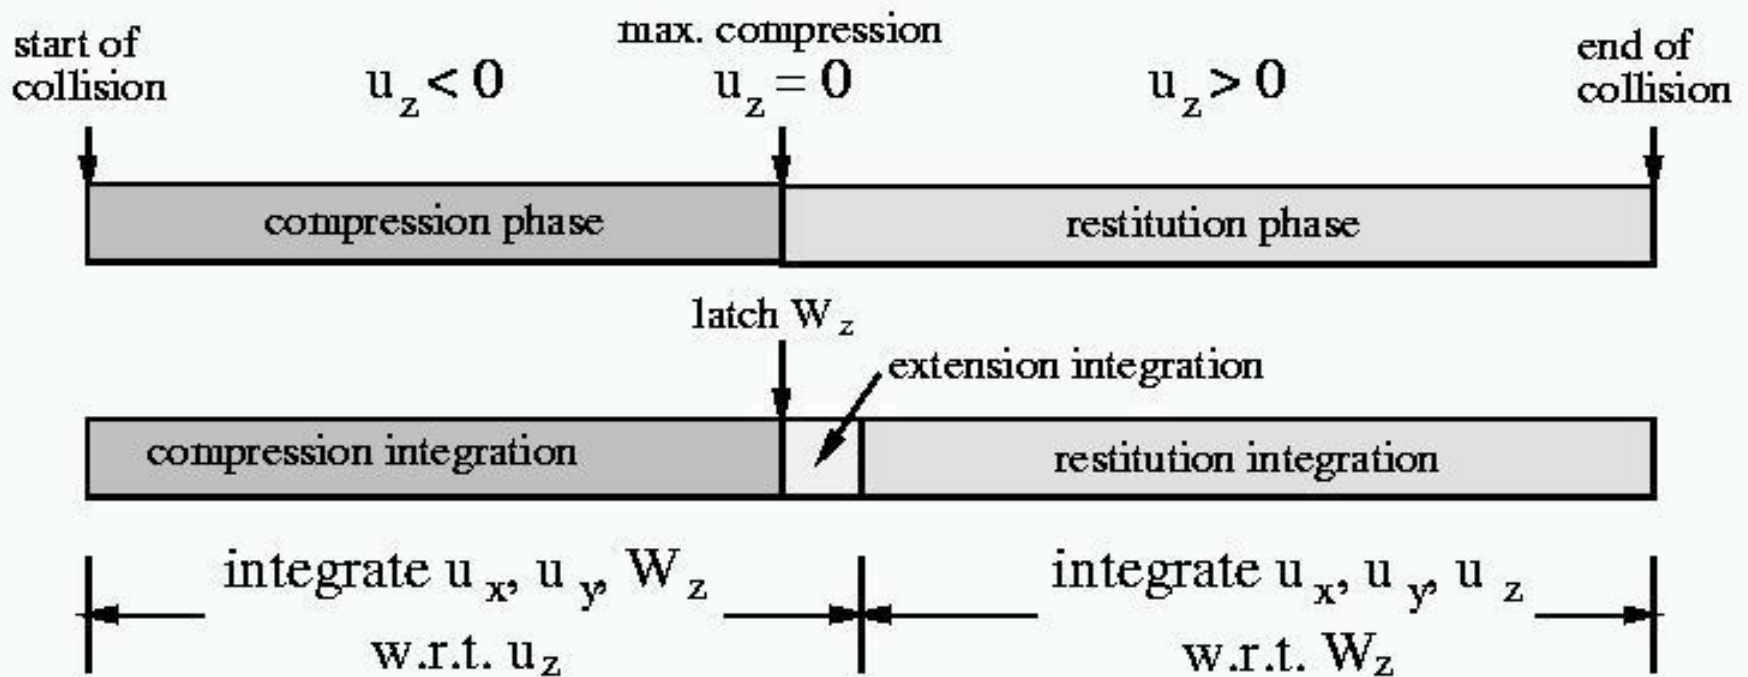 start of
collision
u_z < 0
max. compression
u_z = 0
u_z > 0
end of
collision
compression phase
restitution phase
latch W_z
extension integration
compression integration
restitution integration
integrate u_x, u_y, W_z
w.r.t. u_z
integrate u_x, u_y, u_z
w.r.t. W_z